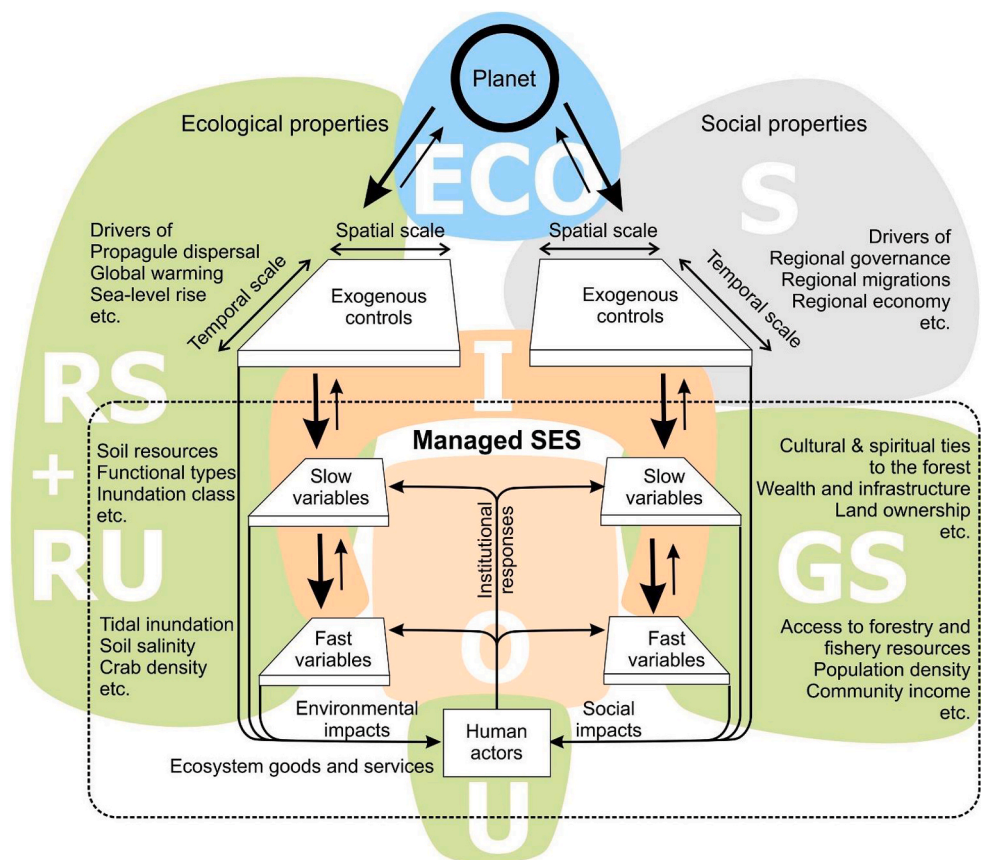 Planet
Ecological properties
Social properties
ECO
S
Spatial scale
Spatial scale
Drivers of
Propagule dispersal
Global warming
Sea-level rise
etc.
Temporal scale
Exogenous
controls
Exogenous
controls
Temporal scale
Drivers of
Regional governance
Regional migrations
Regional economy
etc.
RS
+
RU
I
Managed SES
Soil resources
Functional types
Inundation class
etc.
Slow
variables
Slow
variables
Cultural & spiritual ties
to the forest
Wealth and infrastructure
Land ownership
etc.
Institutional
responses
GS
O
Tidal inundation
Soil salinity
Crab density
etc.
Fast
variables
Fast
variables
Access to forestry and
fishery resources
Population density
Community income
etc.
Environmental
impacts
Social
impacts
Human
actors
Ecosystem goods and services
U